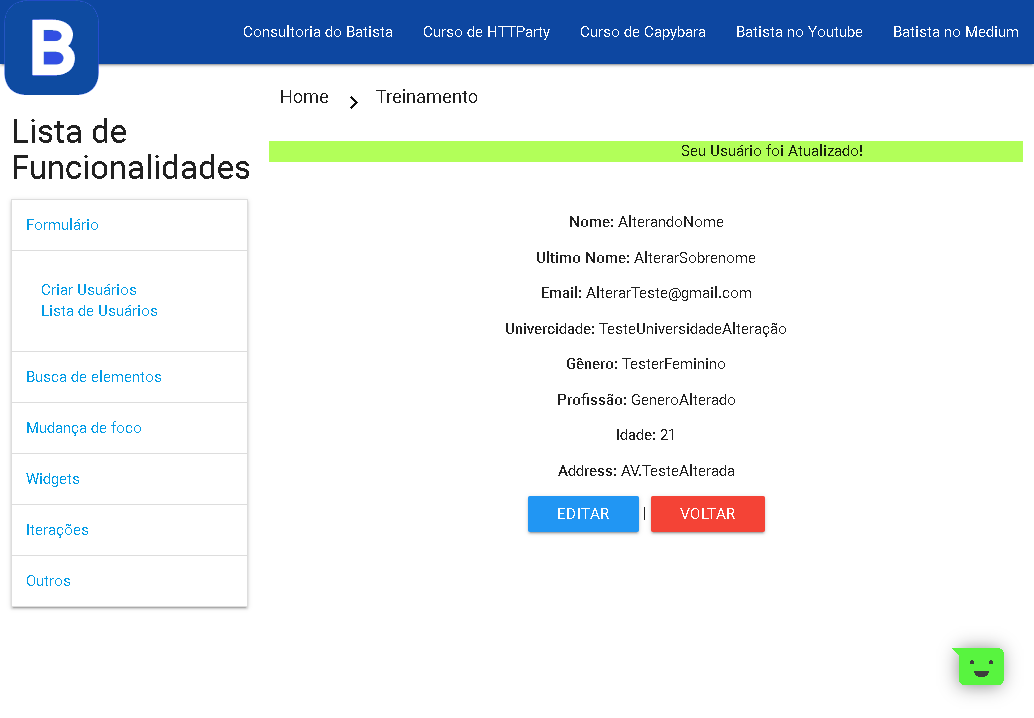 B
Consultoria do Batista Curso de HTTParty Curso de Capybara Batista no Youtube Batista no Medium
Home Treinamento
Lista de
Funcionalidades
Formulário
Criar Usuários
Lista de Usuários
Busca de elementos
Mudança de foco
Widgets
Iterações
Outros
Seu Usuário foi Atualizado!
Nome: AlterandoNome
Ultimo Nome: AlterarSobrenome
Email: AlterarTeste@gmail.com
Univercidade: TesteUniversidadeAlteração
Gênero: TesterFeminino
Profissão: GeneroAlterado
Idade: 21
Address: AV.TesteAlterada
EDITAR | VOLTAR